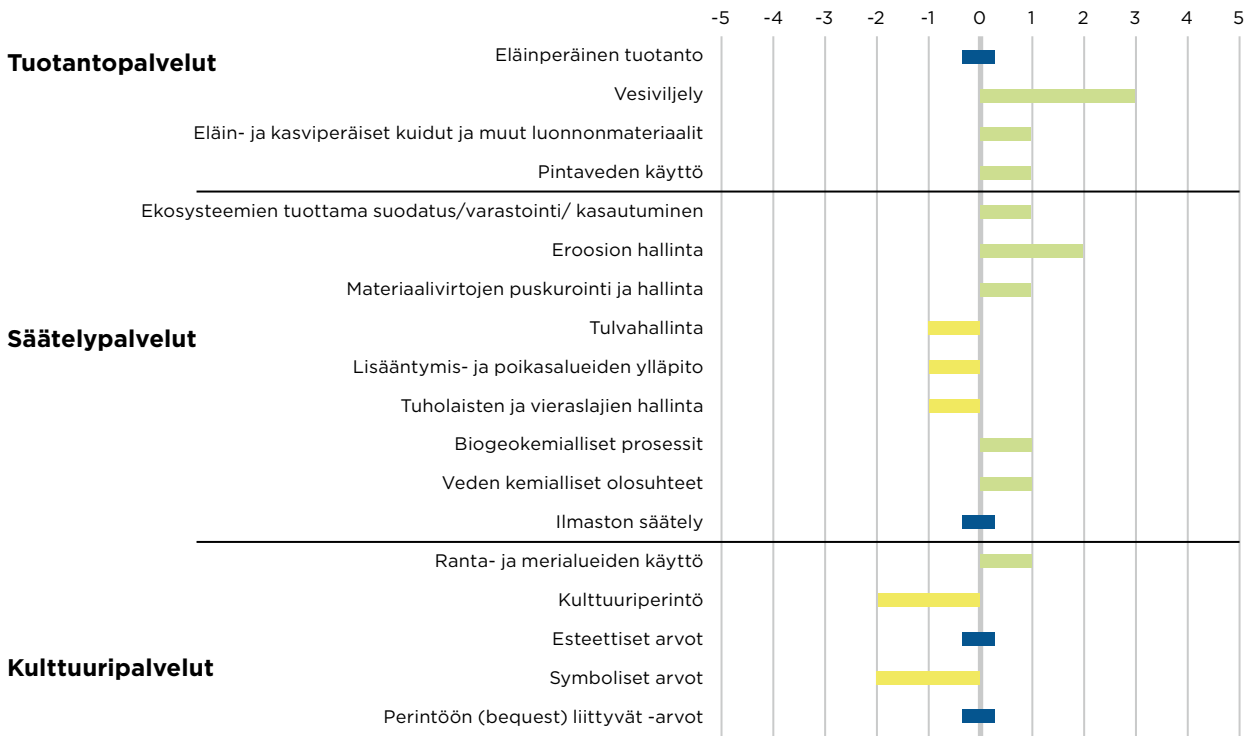 -5 -4 -3 -2 -1 0 1 2 3 4 5
Tuotantopalvelut
Eläinperäinen tuotanto
Vesiviljely
Eläin- ja kasviperäiset kuidut ja muut luonnonmateriaalit
Pintaveden käyttö
Säätelypalvelut
Ekosysteemien tuottama suodatus/varastointi/ kasautuminen
Eroosion hallinta
Materiaalivirtojen puskurointi ja hallinta
Tulvahallinta
Lisääntymis- ja poikasalueiden ylläpito
Tuholaisten ja vieraslajien hallinta
Biogeokemialliset prosessit
Veden kemialliset olosuhteet
Ilmaston säätely
Kulttuuripalvelut
Ranta- ja merialueiden käyttö
Kulttuuriperintö
Esteettiset arvot
Symboliset arvot
Perintöön (bequest) liittyvät -arvot